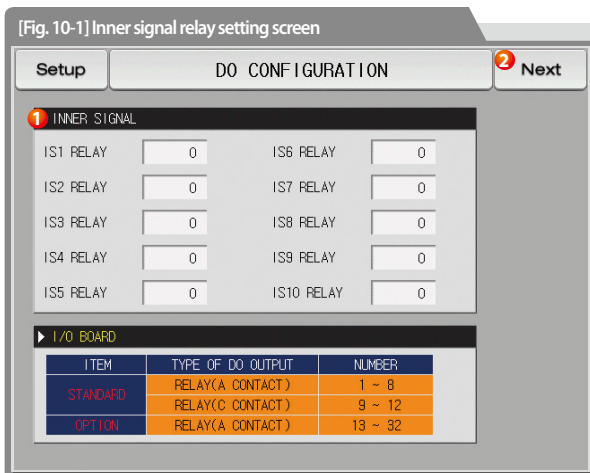 [Fig. 10-1] Inner signal relay setting screen
Setup
DO CONFIGURATION
2 Next
1 INNER SIGNAL
IS1 RELAY 0 IS6 RELAY 0
IS2 RELAY 0 IS7 RELAY 0
IS3 RELAY 0 IS8 RELAY 0
IS4 RELAY 0 IS9 RELAY 0
IS5 RELAY 0 IS10 RELAY 0
I/O BOARD
ITEM TYPE OF DO OUTPUT NUMBER
STANDARD RELAY(A CONTACT) 1 ~ 8
RELAY(C CONTACT) 9 ~ 12
OPTION RELAY(A CONTACT) 13 ~ 32